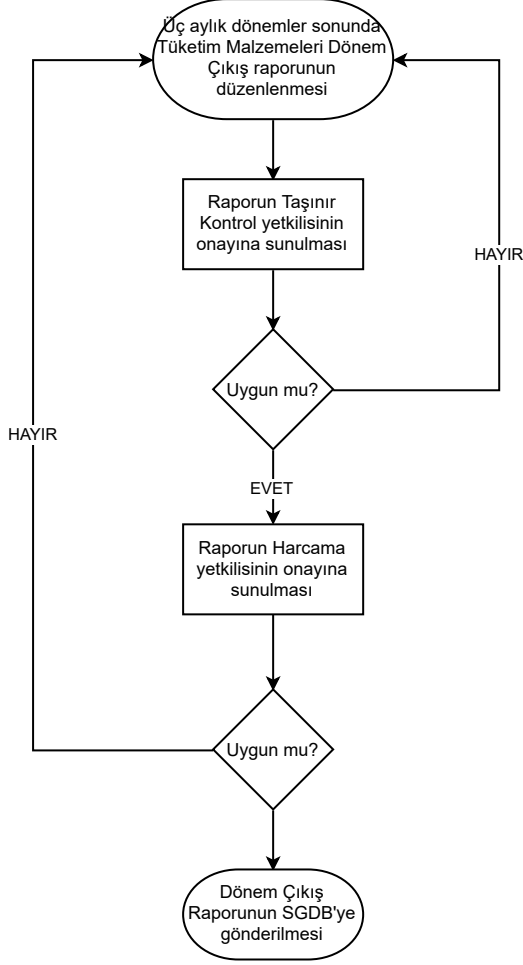 Üç aylık dönemler sonunda
Tüketim Malzemeleri Dönem
Çıkış raporunun
düzenlenmesi
Raporun Taşınır
Kontrol yetkilisinin
onayına sunulması
HAYIR
Uygun mu?
HAYIR
EVET
Raporun Harcama
yetkilisinin onayına
sunulması
Uygun mu?
Dönem Çıkış
Raporunun SGDB'ye
gönderilmesi